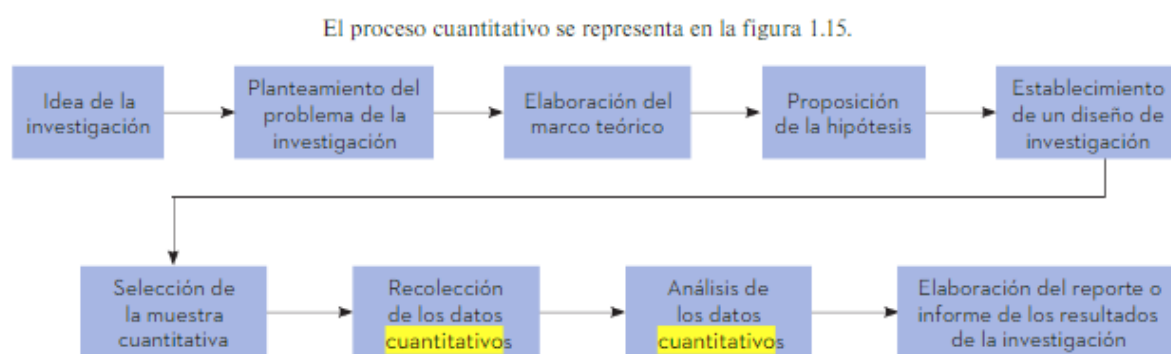 El proceso cuantitativo se representa en la figura 1.15.
Idea de la
investigación
Planteamiento del
problema de la
investigación
Elaboración del
marco teórico
Proposición
de la hipótesis
Establecimiento
de un diseño de
investigación
Selección de
la muestra
cuantitativa
Recolección
de los datos
cuantitativos
Análisis de
los datos
cuantitativos
Elaboración del reporte o
informe de los resultados
de la investigación